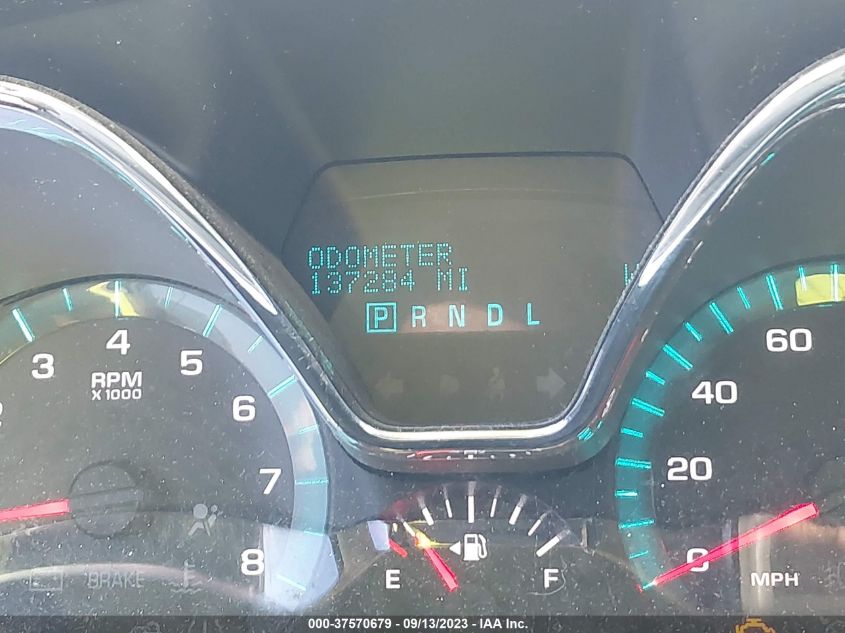 ODOMETER
137284 MI
W
P R N D L
3 4 5 6 7 8
RPM
X1000
BRAKE
0 20 40 60
MPH
E F
000-37570679 - 09/13/2023 - IAA Inc.